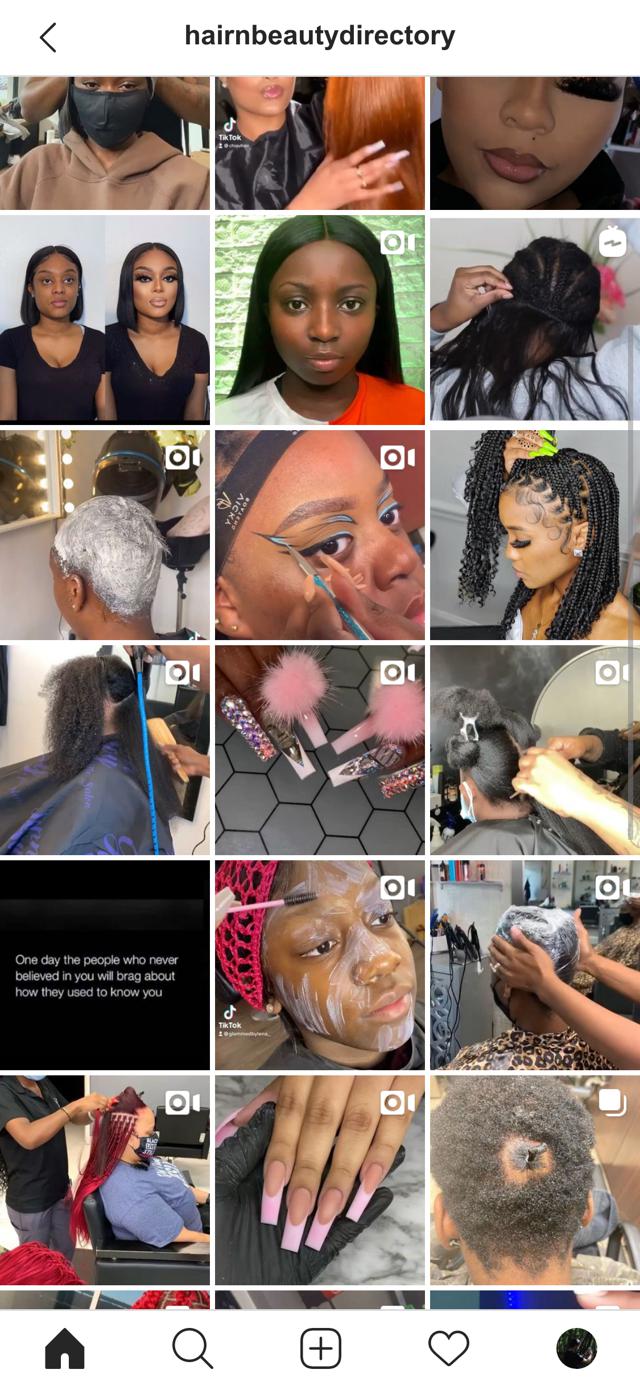 hairnbeautydirectory
TikTok
One day the people who never
believed in you will brag about
how they used to know you
TikTok
@glammedbylena_